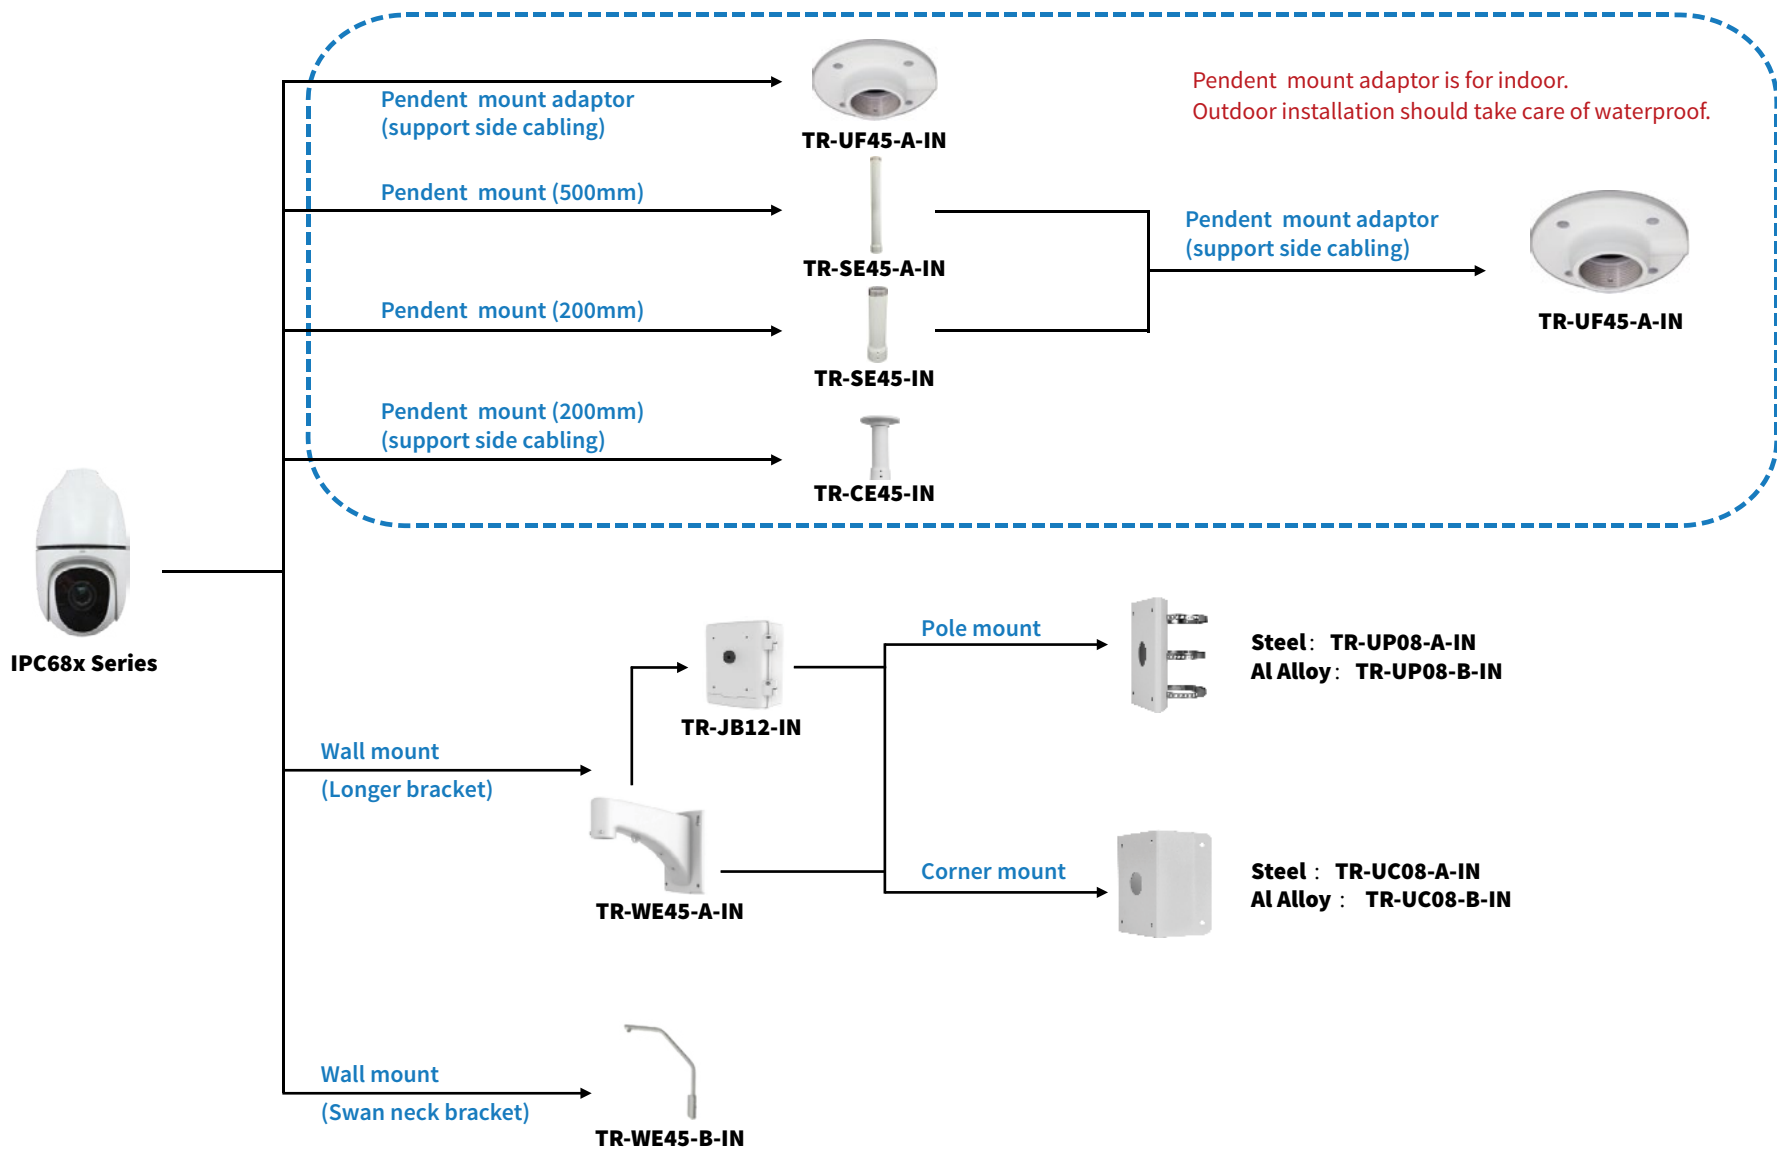 Pendent mount adaptor
(support side cabling)
TR-UF45-A-IN
Pendent mount adaptor is for indoor.
Outdoor installation should take care of waterproof.
Pendent mount (500mm)
TR-SE45-A-IN
Pendent mount adaptor
(support side cabling)
TR-UF45-A-IN
Pendent mount (200mm)
TR-SE45-IN
Pendent mount (200mm)
(support side cabling)
TR-CE45-IN
IPC68x Series
Pole mount
Steel： TR-UP08-A-IN
Al Alloy： TR-UP08-B-IN
TR-JB12-IN
Wall mount
(Longer bracket)
TR-WE45-A-IN
Corner mount
Steel： TR-UC08-A-IN
Al Alloy： TR-UC08-B-IN
Wall mount
(Swan neck bracket)
TR-WE45-B-IN